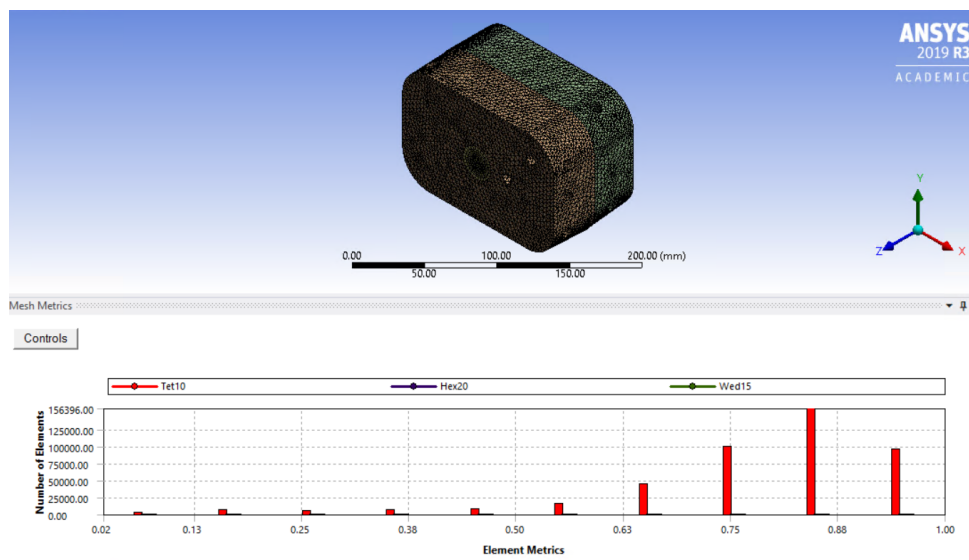 ANSYS
2019 R3
ACADEMIC
0.00 100.00 200.00 (mm)
50.00 150.00
Y
Z X
Mesh Metrics
Controls
Tet10 Hex20 Wed15
Number of Elements
156396.00
125000.00
100000.00
75000.00
50000.00
25000.00
0.00
0.02 0.13 0.25 0.38 0.50 0.63 0.75 0.88 1.00
Element Metrics